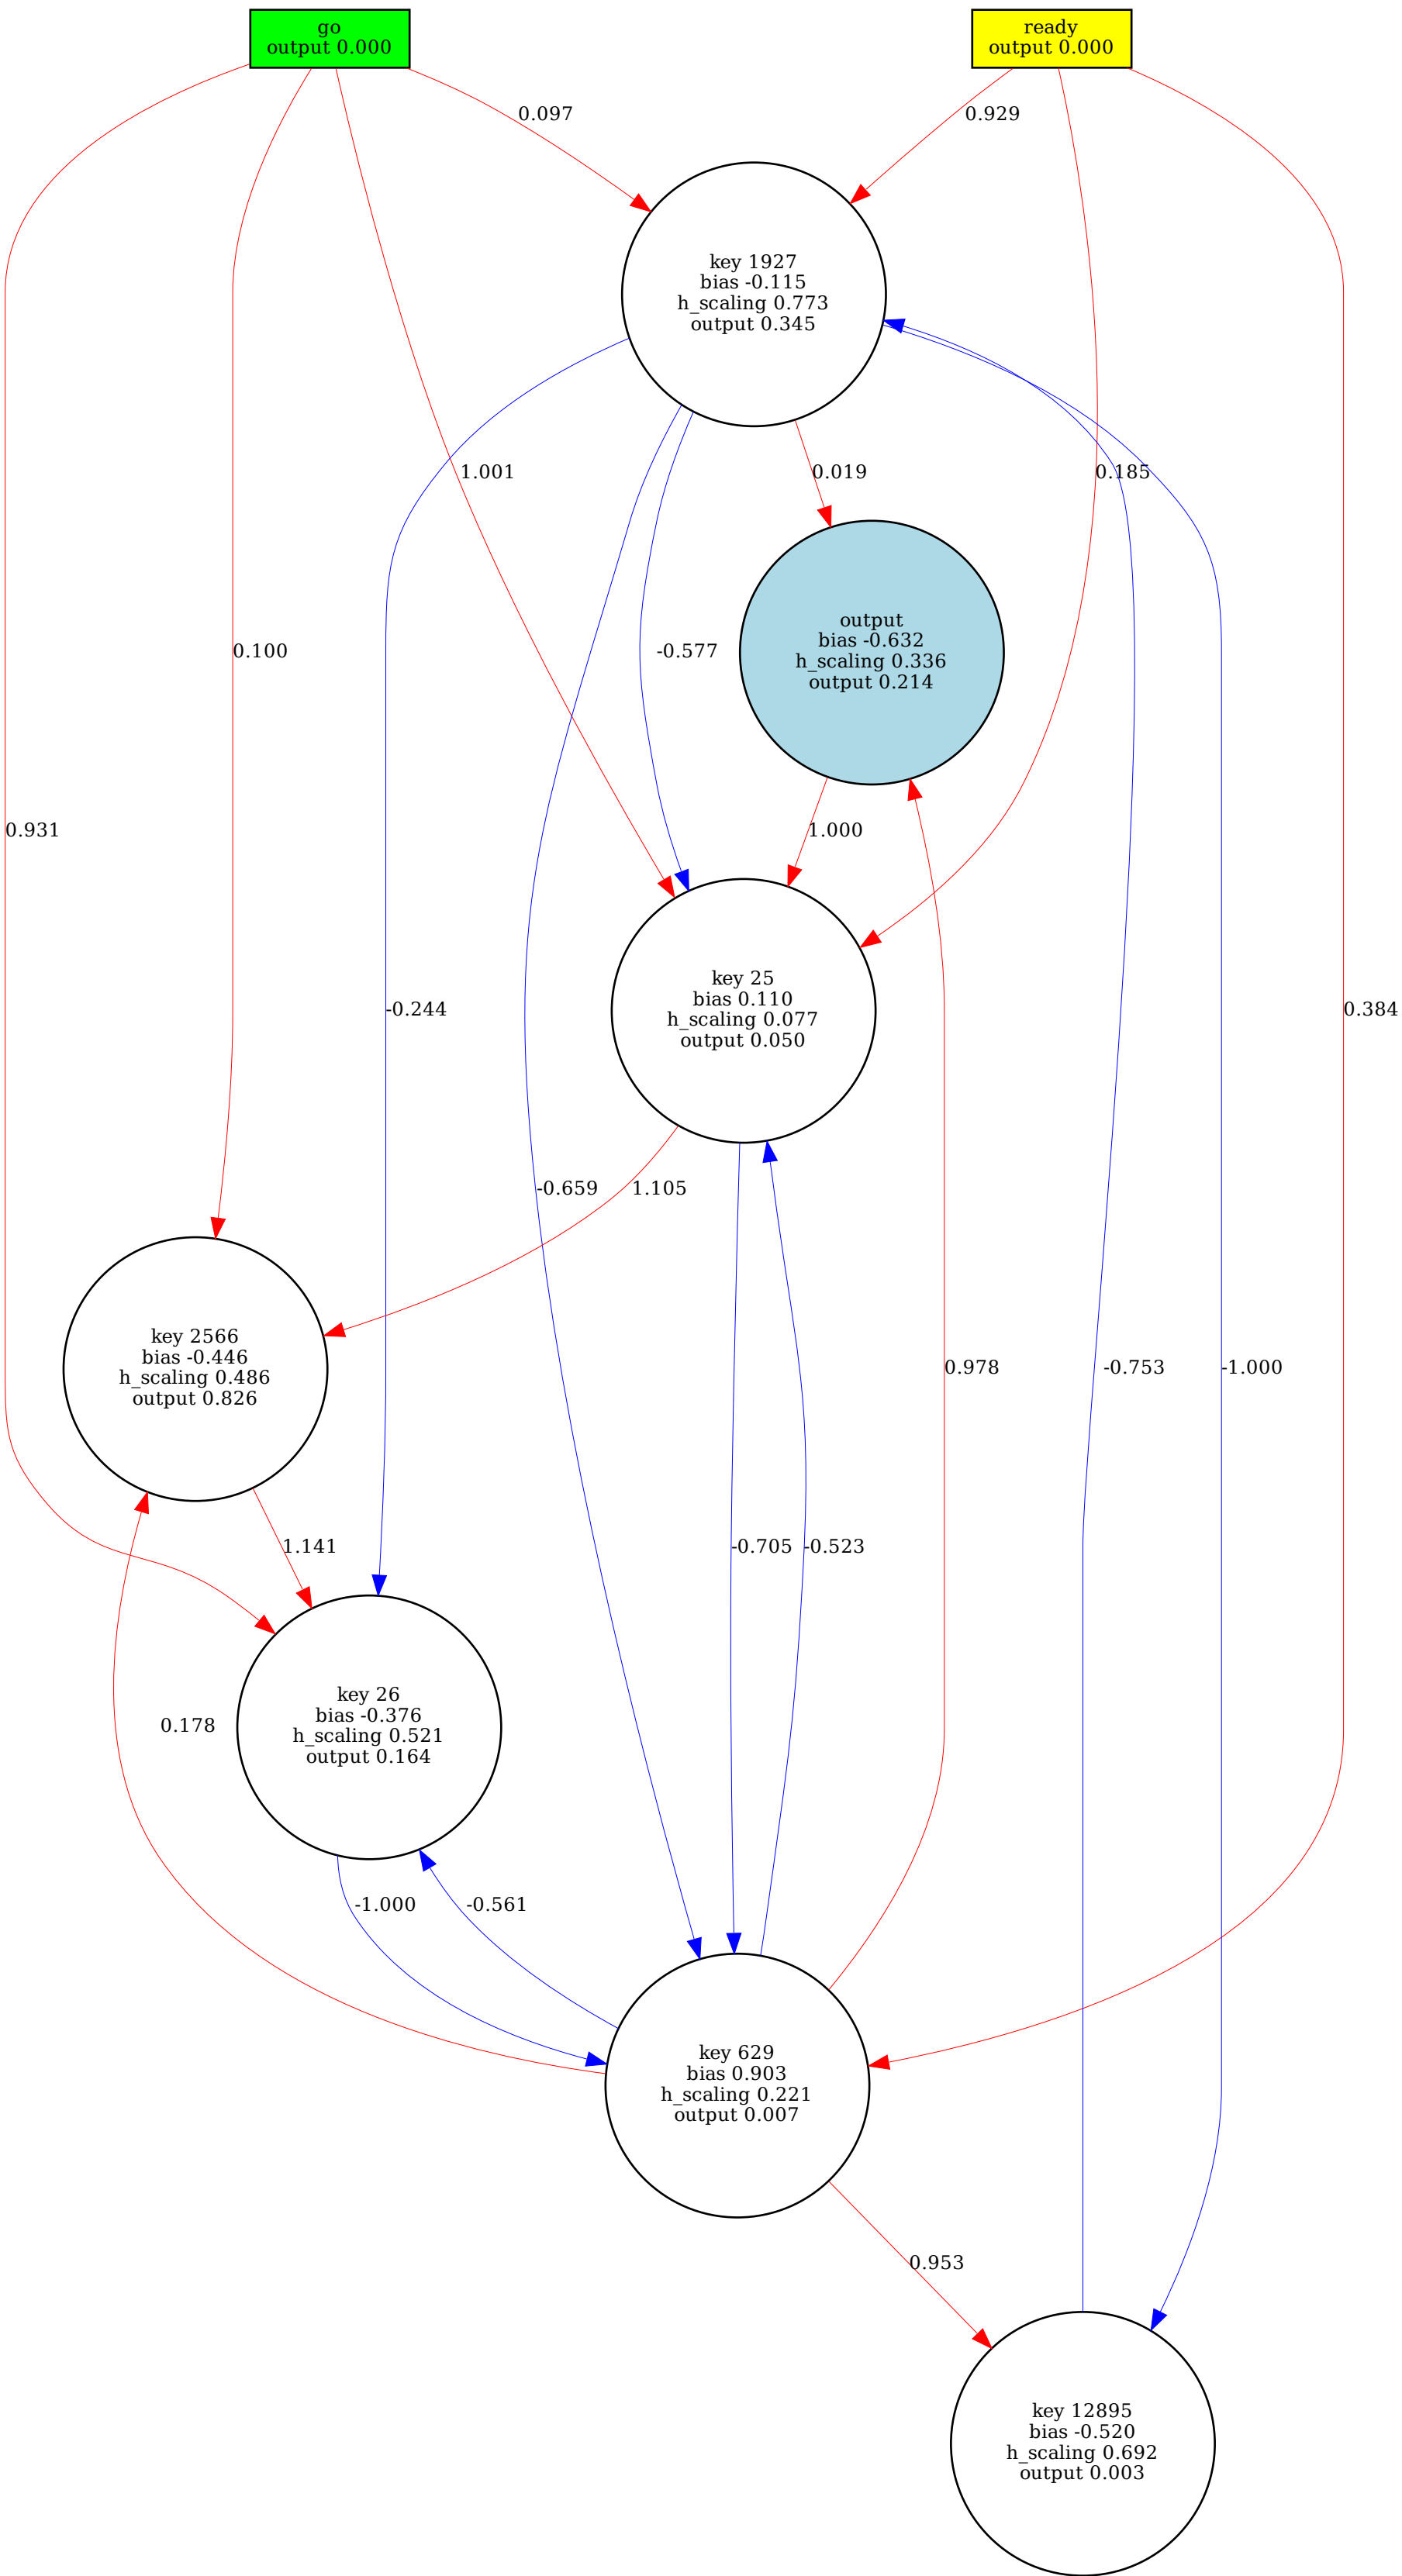 go
output 0.000
ready
output 0.000
0.097
0.929
key 1927
bias -0.115
h_scaling 0.773
output 0.345
1.001
0.019
0.185
output
bias -0.632
h_scaling 0.336
output 0.214
0.100
-0.577
0.931
1.000
key 25
bias 0.110
h_scaling 0.077
output 0.050
-0.244
0.384
-0.659
1.105
key 2566
bias -0.446
h_scaling 0.486
output 0.826
0.978
-0.753
-1.000
1.141
-0.705
-0.523
key 26
bias -0.376
h_scaling 0.521
output 0.164
0.178
-1.000
-0.561
key 629
bias 0.903
h_scaling 0.221
output 0.007
0.953
key 12895
bias -0.520
h_scaling 0.692
output 0.003